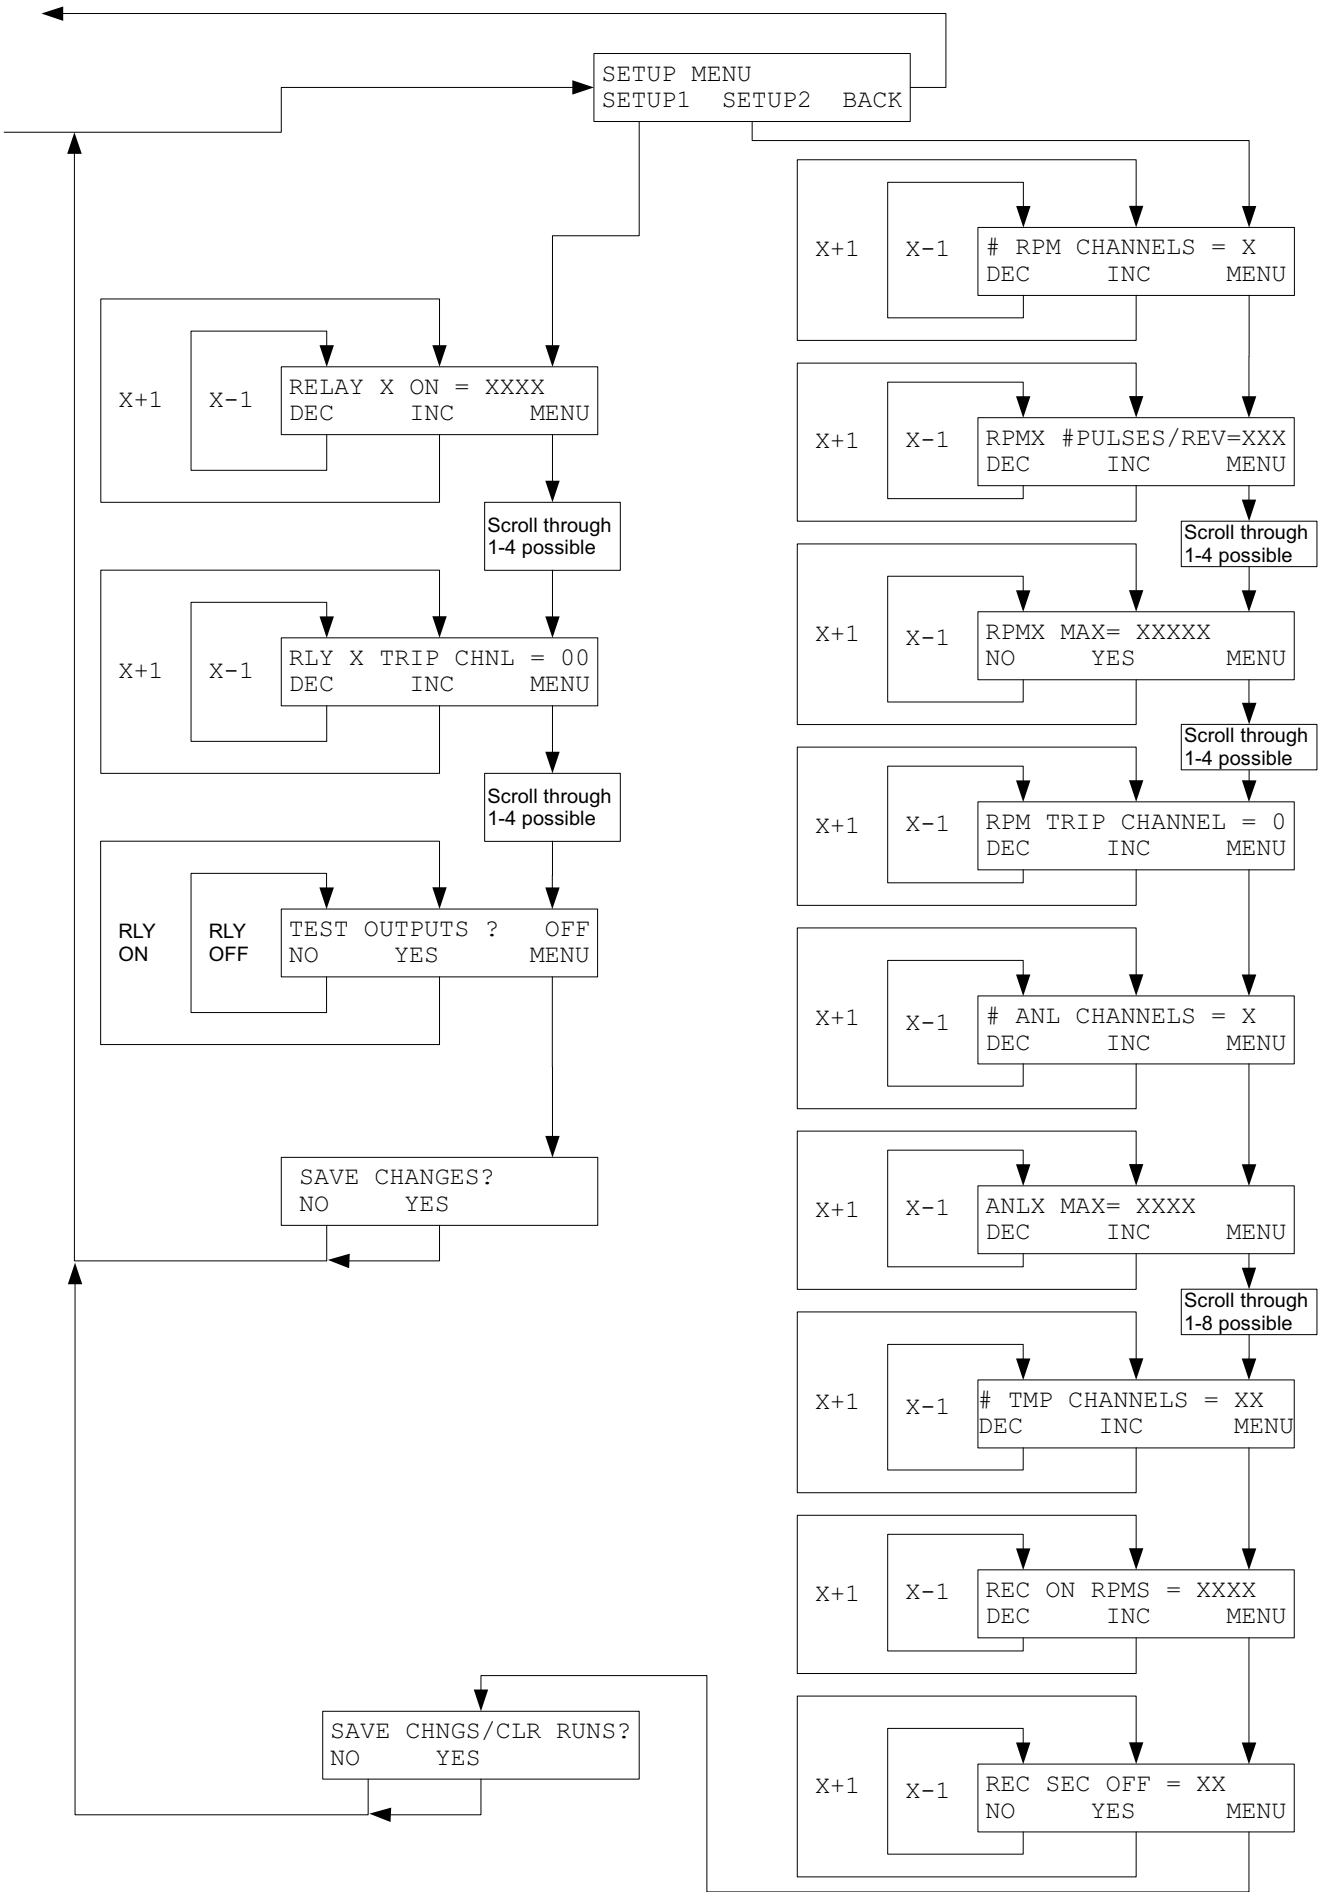 SETUP MENU
SETUP1 SETUP2 BACK
X+1
X-1
RELAY X ON = XXXX
DEC INC MENU
Scroll through
1-4 possible
X+1
X-1
RLY X TRIP CHNL = 00
DEC INC MENU
Scroll through
1-4 possible
RLY
ON
RLY
OFF
TEST OUTPUTS ? OFF
NO YES MENU
SAVE CHANGES?
NO YES
X+1
X-1
# RPM CHANNELS = X
DEC INC MENU
X+1
X-1
RPMX #PULSES/REV=XXX
DEC INC MENU
Scroll through
1-4 possible
X+1
X-1
RPMX MAX= XXXXX
NO YES MENU
Scroll through
1-4 possible
X+1
X-1
RPM TRIP CHANNEL = 0
DEC INC MENU
X+1
X-1
# ANL CHANNELS = X
DEC INC MENU
X+1
X-1
ANLX MAX= XXXX
DEC INC MENU
Scroll through
1-8 possible
X+1
X-1
# TMP CHANNELS = XX
DEC INC MENU
X+1
X-1
REC ON RPMS = XXXX
DEC INC MENU
X+1
X-1
REC SEC OFF = XX
NO YES MENU
SAVE CHNGS/CLR RUNS?
NO YES